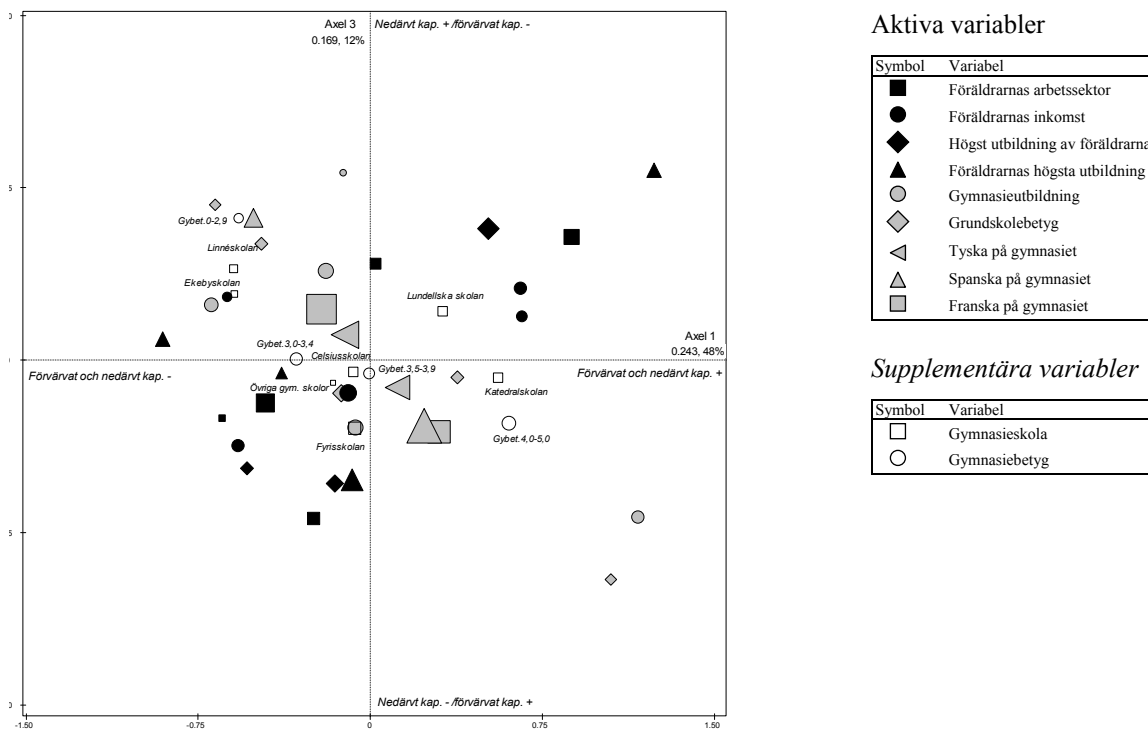 Axel 3
0.169, 12%
Nedärvt kap. + /förvärvat kap. -
Gybet.0-2,9
Linnéskolan
Ekebyskolan
Lundellska skolan
Axel 1
0.243, 48%
Gybet.3,0-3,4
Celsiusskolan
Gybet.3,5-3,9
Förvärvat och nedärvt kap. -
Förvärvat och nedärvt kap. +
Övriga gym. skolor
Katedralskolan
Fyrisskolan
Gybet.4,0-5,0
Nedärvt kap. - /förvärvat kap. +
-1.50 -0.75 0 0.75 1.50
Aktiva variabler
Symbol Variabel
Föräldrarnas arbetssektor
Föräldrarnas inkomst
Högst utbildning av föräldrarna
Föräldrarnas högsta utbildning
Gymnasieutbildning
Grundskolebetyg
Tyska på gymnasiet
Spanska på gymnasiet
Franska på gymnasiet
Supplementära variabler
Symbol Variabel
Gymnasieskola
Gymnasiebetyg